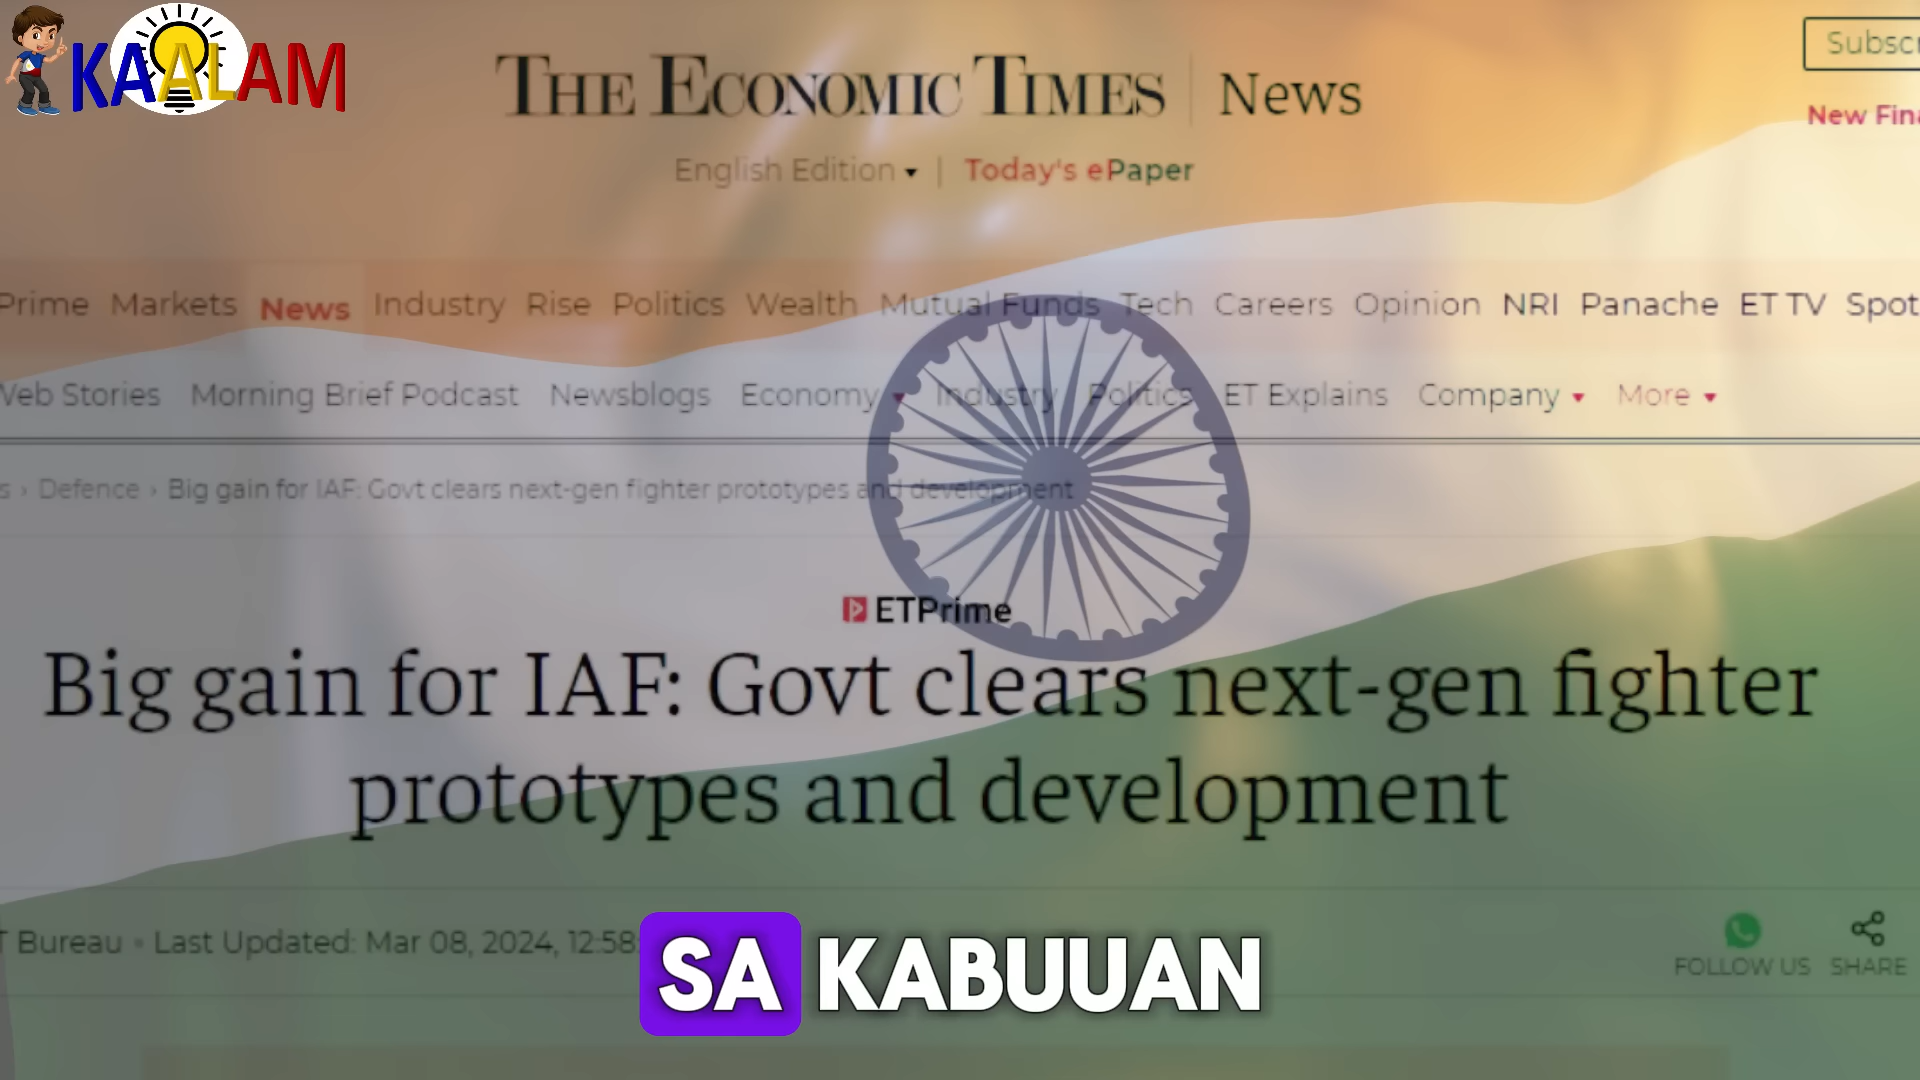 KAALAM
THE ECONOMIC TIMES | News
Subsc
New Fin
English Edition | Today's ePaper
Prime Markets News Industry Rise Politics Wealth Mutual Funds Tech Careers Opinion NRI Panache ET TV Spot
Web Stories Morning Brief Podcast Newsblogs Economy Industry Politics ET Explains Company More
s › Defence › Big gain for IAF: Govt clears next-gen fighter prototypes and development
ETPrime
Big gain for IAF: Govt clears next-gen fighter
prototypes and development
T Bureau • Last Updated: Mar 08, 2024, 12:58:
FOLLOW US SHARE
SA KABUUAN